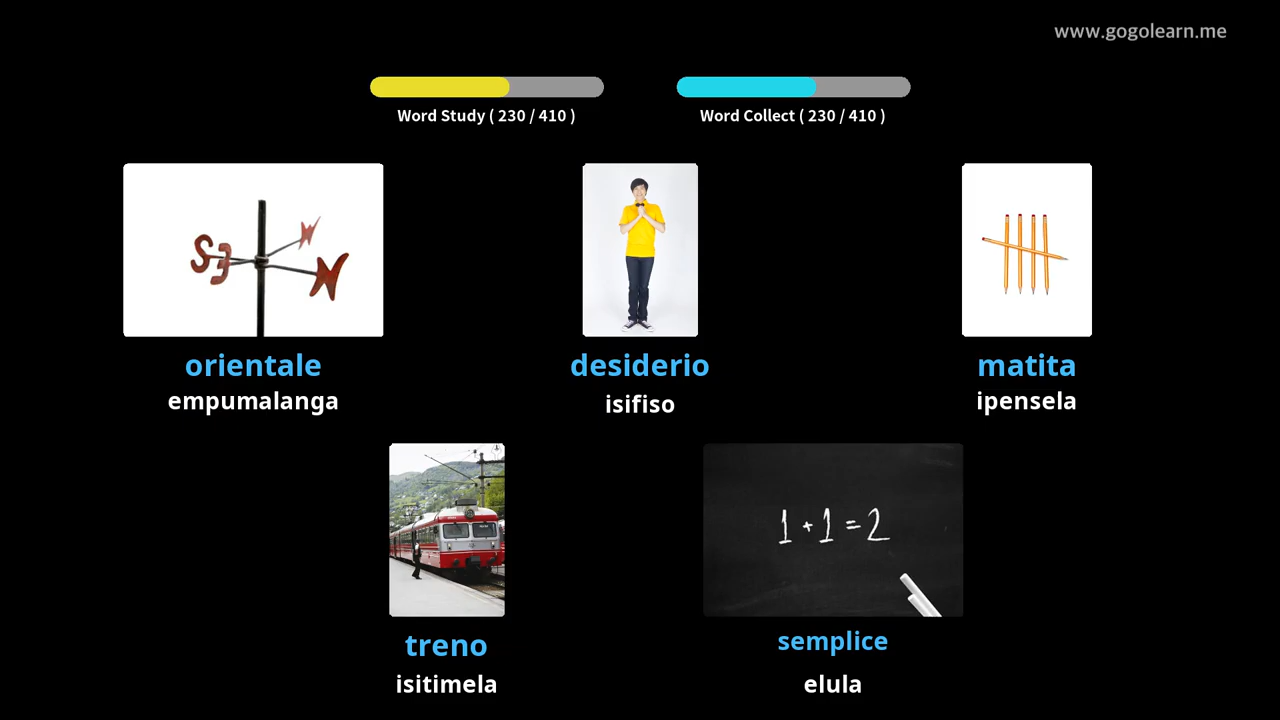 www.gogolearn.me
Word Study ( 230 / 410 )
Word Collect ( 230 / 410 )
S E N N
orientale
empumalanga
desiderio
isifiso
matita
ipensela
1 + 1 = 2
treno
isitimela
semplice
elula